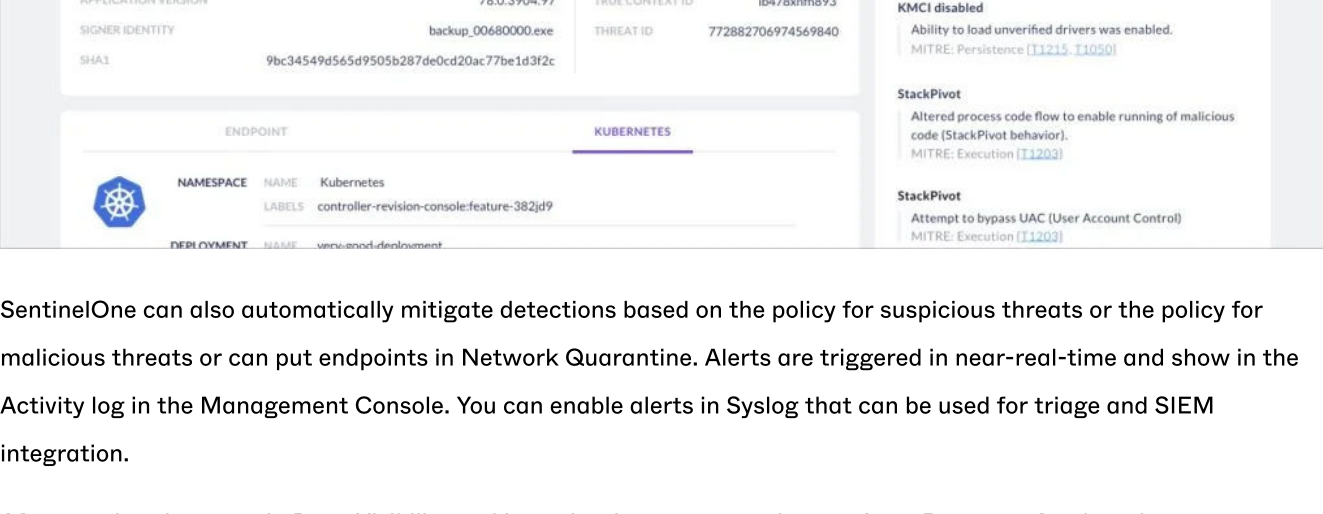 APPLICATION VERSION 78.0.3904.97
SIGNER IDENTITY backup_00680000.exe
SHA1 9bc34549d565d9505b287de0cd20ac77be1d3f2c
TRUE CONTEXT ID
THREAT ID 772882706974569840
ENDPOINT KUBERNETES
NAMESPACE NAME Kubernetes
LABELS controller-revision-console:feature-382jd9
DEPLOYMENT NAME very-good-deployment
KMCI disabled
Ability to load unverified drivers was enabled.
MITRE: Persistence [T1215, T1050]
StackPivot
Altered process code flow to enable running of malicious
code (StackPivot behavior).
MITRE: Execution [T1203]
StackPivot
Attempt to bypass UAC (User Account Control)
MITRE: Execution [T1203]
SentinelOne can also automatically mitigate detections based on the policy for suspicious threats or the policy for
malicious threats or can put endpoints in Network Quarantine. Alerts are triggered in near-real-time and show in the
Activity log in the Management Console. You can enable alerts in Syslog that can be used for triage and SIEM
integration.